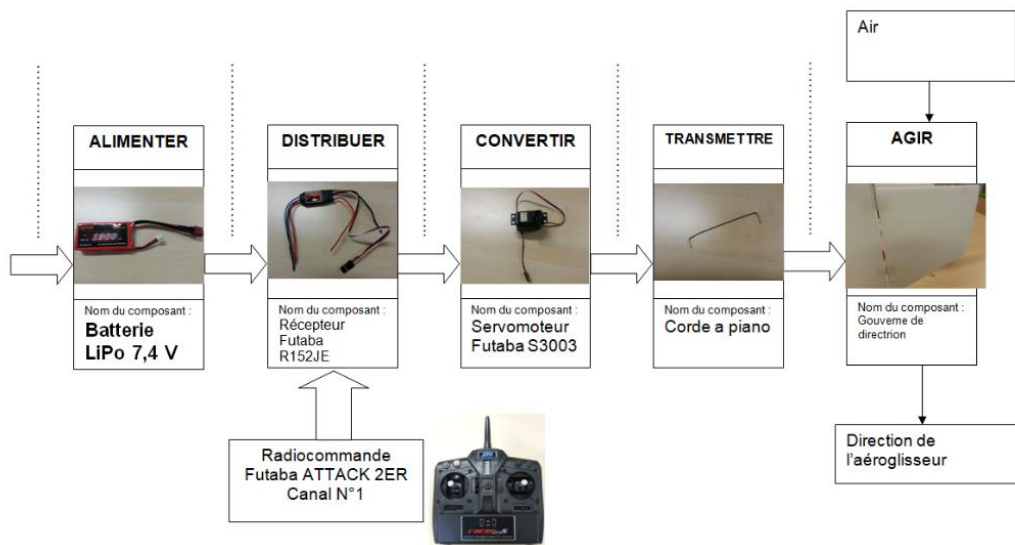 Air
ALIMENTER
DISTRIBUER
CONVERTIR
TRANSMETTRE
AGIR
1800
Nom du composant :
Batterie
LiPo 7,4 V
Nom du composant :
Récepteur
Futaba
R152JE
Nom du composant :
Servomoteur
Futaba S3003
Nom du composant :
Corde a piano
Nom du composant :
Gouverne de
directrion
Radiocommande
Futaba ATTACK 2ER
Canal N°1
Direction de
l'aéroglisseur